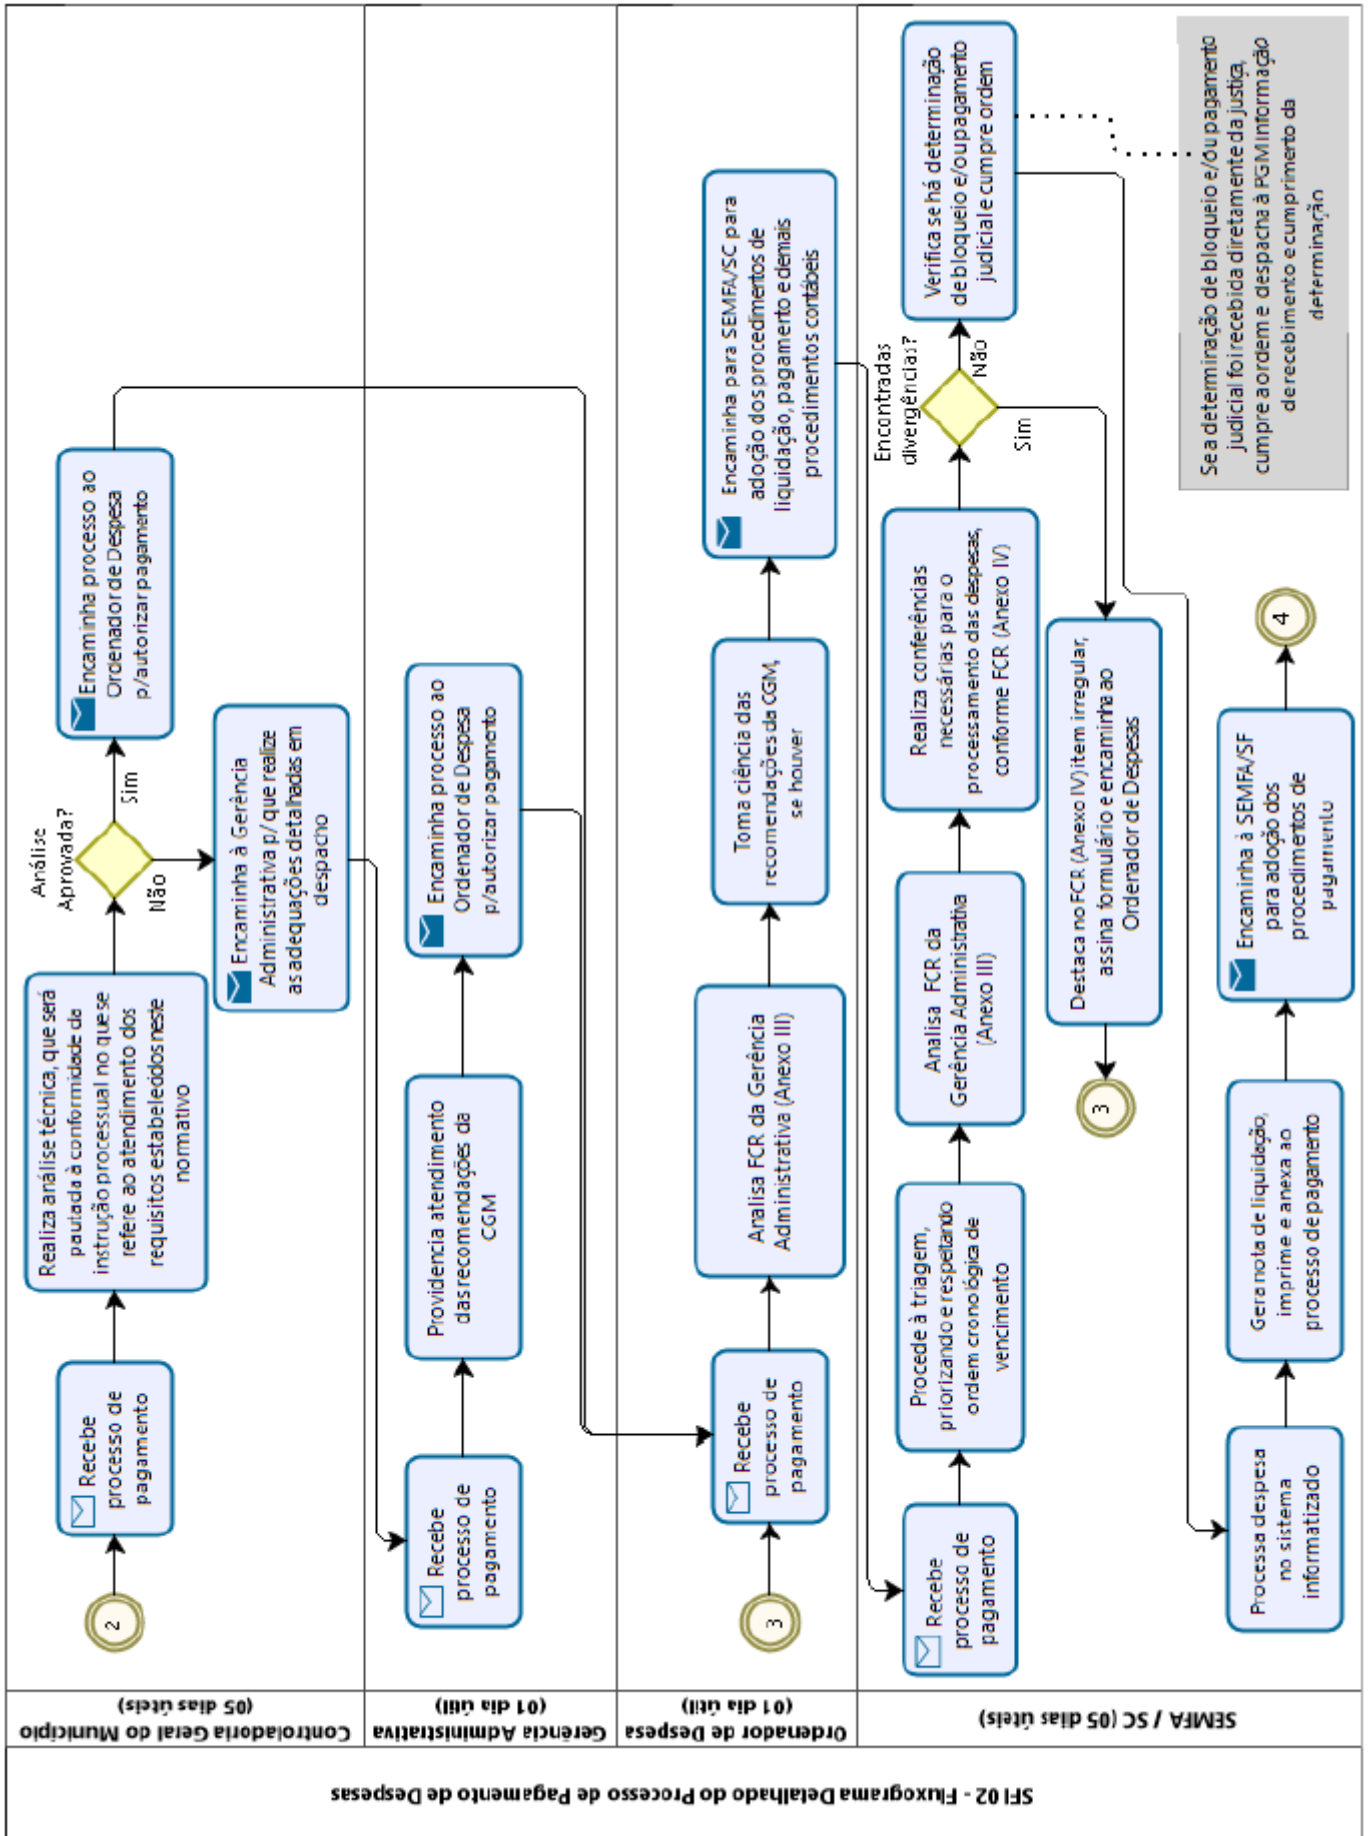 SFI 02 - Fluxograma Detalhado do Processo de Pagamento de Despesas
Controladoria Geral do Município
(05 dias úteis)
2
Recebe
processo de
pagamento
Realiza análise técnica, que será
pautada à conformidade da
instrução processual no que se
refere ao atendimento dos
requisitos estabeleddos neste
normativo
Análise
Aprovada?
Sim
Não
Encaminha processo ao
Ordenador de Despesa
p/autorizar pagamento
Encaminha à Gerência
Administrativa p/ que realize
as adequações detalhadas em
despacho
Gerência Administrativa
(01 dia útil)
Recebe
processo de
pagamento
Providencia atendimento
das recomendações da
CGM
Encaminha processo ao
Ordenador de Despesa
p/autorizar pagamento
Ordenador de Despesa
(01 dia útil)
3
Recebe
processo de
pagamento
Analisa FCR da Gerência
Administrativa (Anexo III)
Toma ciência das
recomendações da CGM,
se houver
Encaminha para SEMFA/SC para
adoção dos procedimentos de
liquidação, pagamento e demais
procedimentos contábeis
SEMFA / SC (05 dias úteis)
Recebe
processo de
pagamento
Procede à triagem,
priorizando e respeitando
ordem cronológica de
vencimento
Analisa FCR da
Gerência Administrativa
(Anexo III)
Realiza conferências
necessárias para o
processamento das despesas,
conforme FCR (Anexo IV)
Encontradas
divergências?
Não
Sim
Verifica se há determinação
de bloqueio e/ou pagamento
judicial e cumpre ordem
Destaca no FCR (Anexo IV) item irregular,
assina formulário e encaminha ao
Ordenador de Despesas
3
Se a determinação de bloqueio e/ou pagamento
judicial foi recebida diretamente da justiça,
cumpre a ordem e despacha à PGM informação
de recebimento e cumprimento da
determinação
Processa despesa
no sistema
informatizado
Gera nota de liquidação,
imprime e anexa ao
processo de pagamento
Encaminha à SEMFA/SF
para adoção dos
procedimentos de
pagamento
4